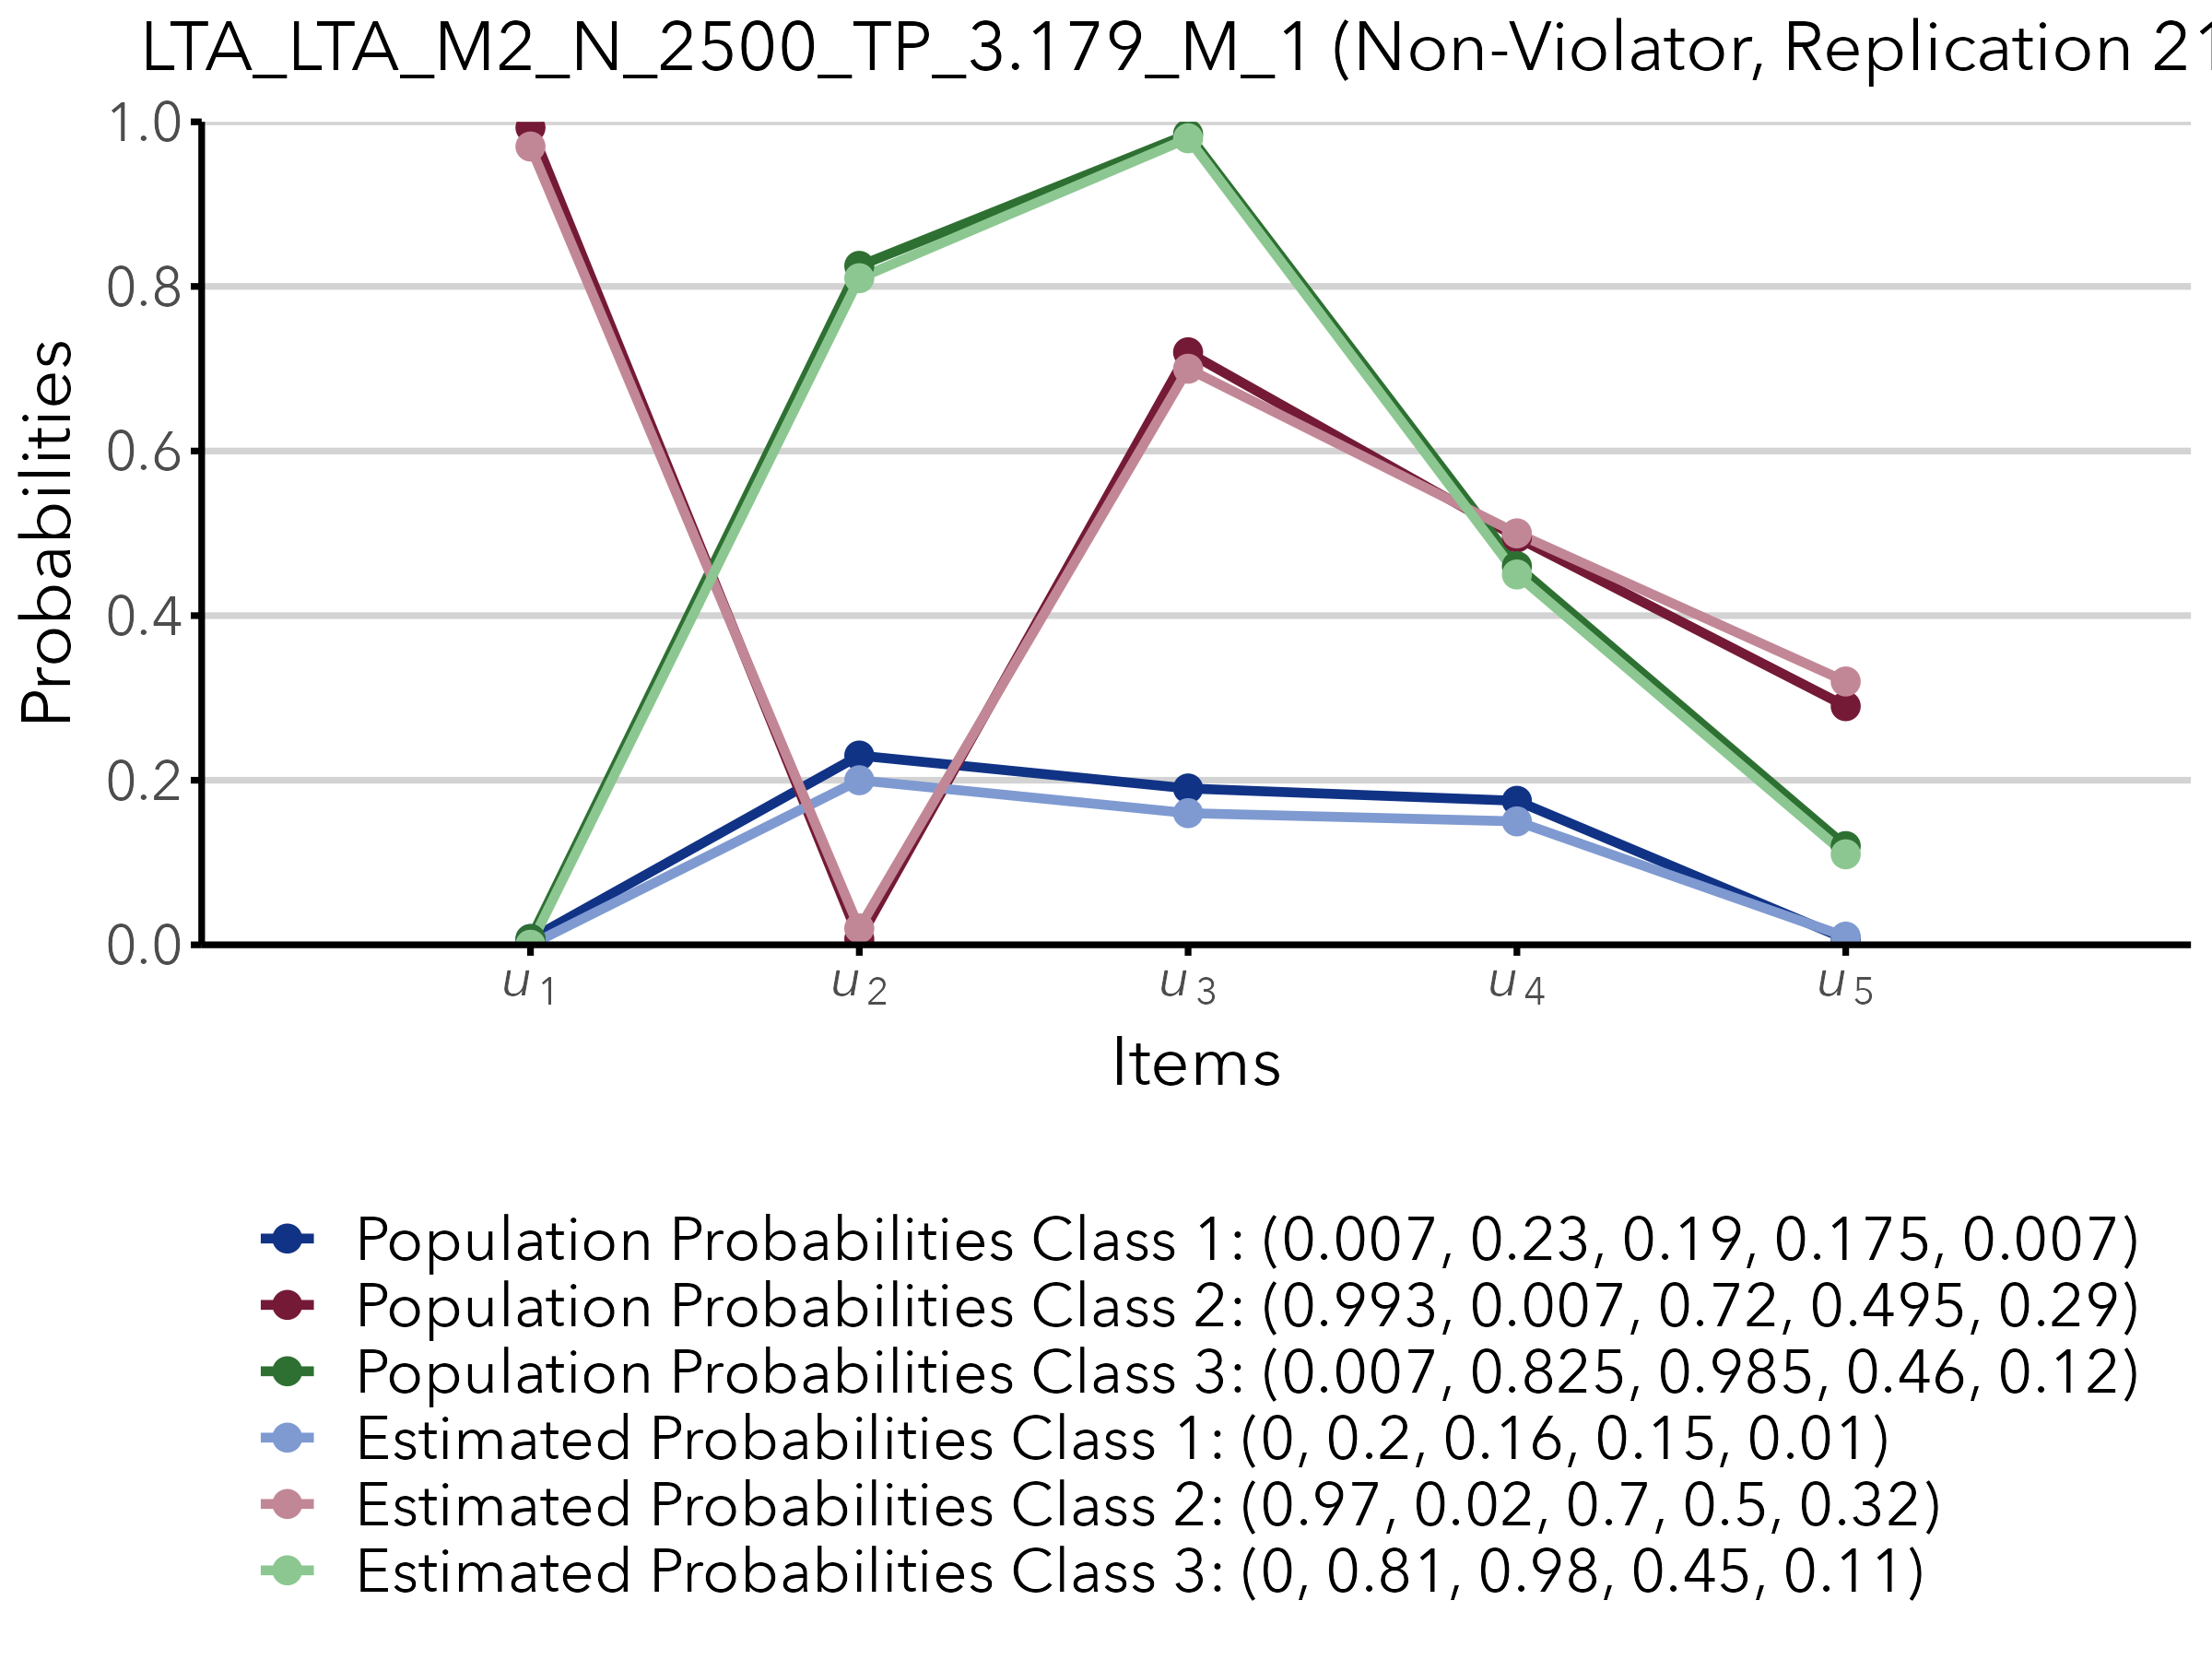 LTA_LTA_M2_N_2500_TP_3.179_M_1 (Non-Violator, Replication 21
1.0
0.8
0.6
0.4
0.2
0.0
Probabilities
u1 u2 u3 u4 u5
Items
Population Probabilities Class 1: (0.007, 0.23, 0.19, 0.175, 0.007)
Population Probabilities Class 2: (0.993, 0.007, 0.72, 0.495, 0.29)
Population Probabilities Class 3: (0.007, 0.825, 0.985, 0.46, 0.12)
Estimated Probabilities Class 1: (0, 0.2, 0.16, 0.15, 0.01)
Estimated Probabilities Class 2: (0.97, 0.02, 0.7, 0.5, 0.32)
Estimated Probabilities Class 3: (0, 0.81, 0.98, 0.45, 0.11)